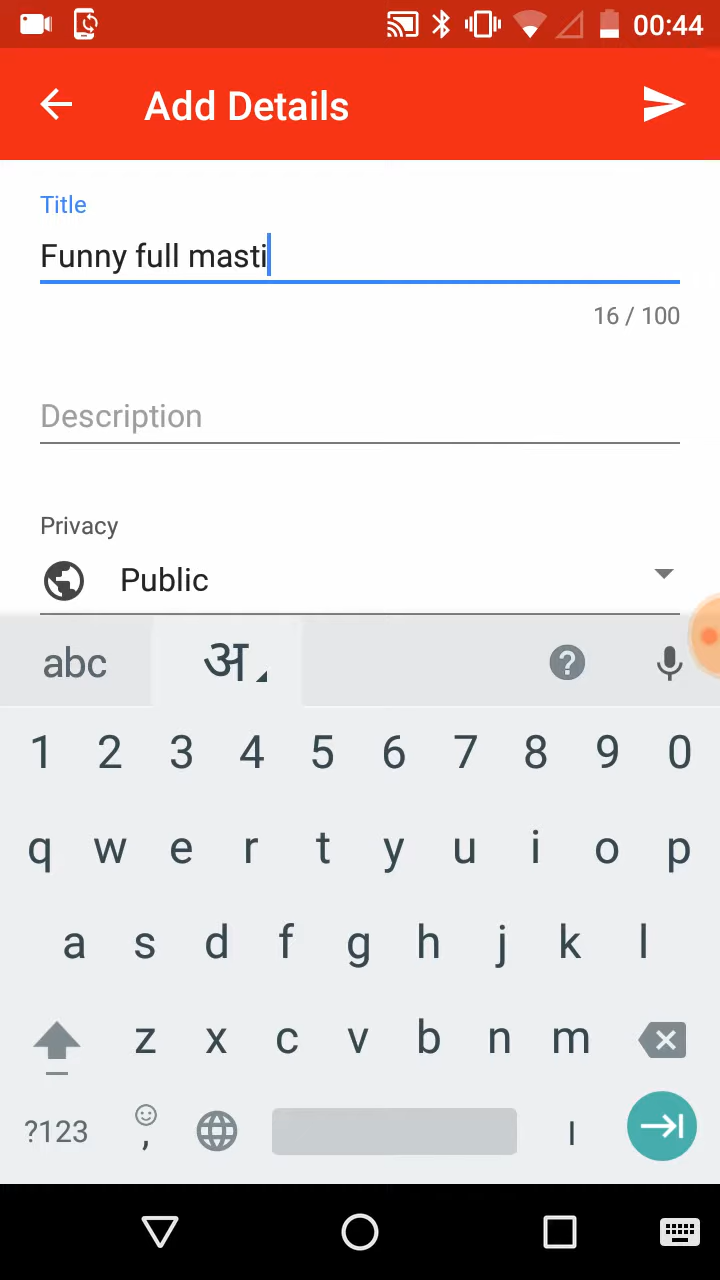 00:44
Add Details
Title
Funny full masti
16 / 100
Description
Privacy
Public
abc अ
1 2 3 4 5 6 7 8 9 0
q w e r t y u i o p
a s d f g h j k l
z x c v b n m
?123 , ।